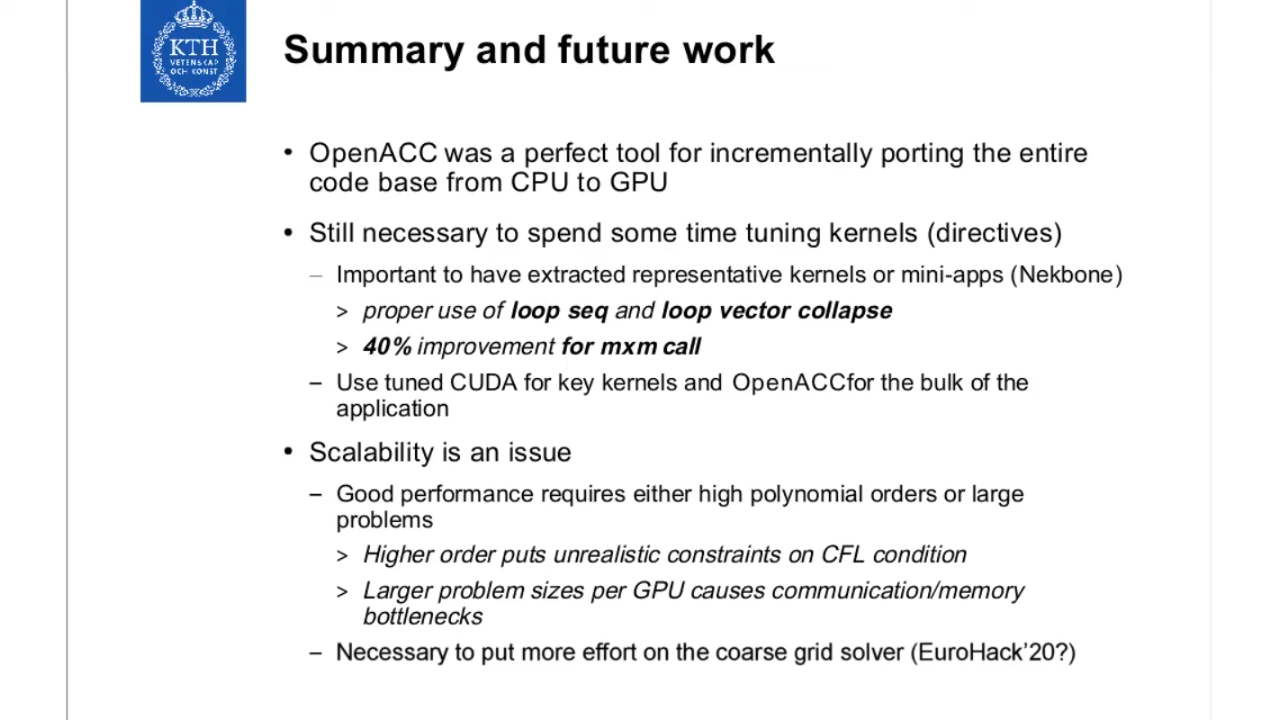 KTH
VETENSKAP
OCH KONST
Summary and future work
• OpenACC was a perfect tool for incrementally porting the entire
code base from CPU to GPU
• Still necessary to spend some time tuning kernels (directives)
– Important to have extracted representative kernels or mini-apps (Nekbone)
> proper use of loop seq and loop vector collapse
> 40% improvement for mxm call
– Use tuned CUDA for key kernels and OpenACCfor the bulk of the
application
• Scalability is an issue
– Good performance requires either high polynomial orders or large
problems
> Higher order puts unrealistic constraints on CFL condition
> Larger problem sizes per GPU causes communication/memory
bottlenecks
– Necessary to put more effort on the coarse grid solver (EuroHack’20?)